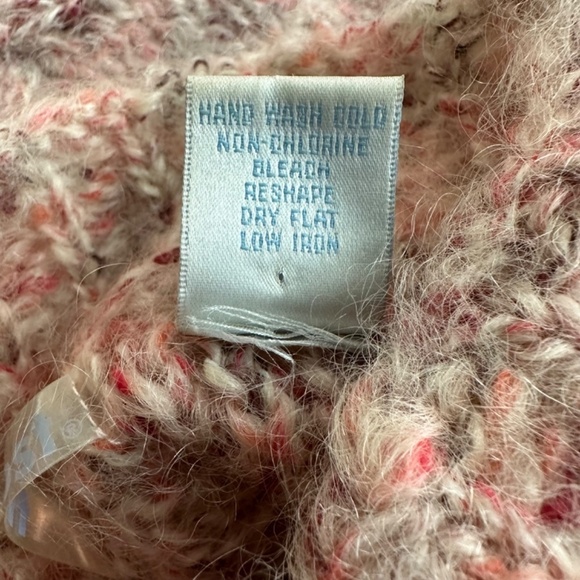 HAND WASH COLD
NON-CHLORINE
BLEACH
RESHAPE
DRY FLAT
LOW IRON
®